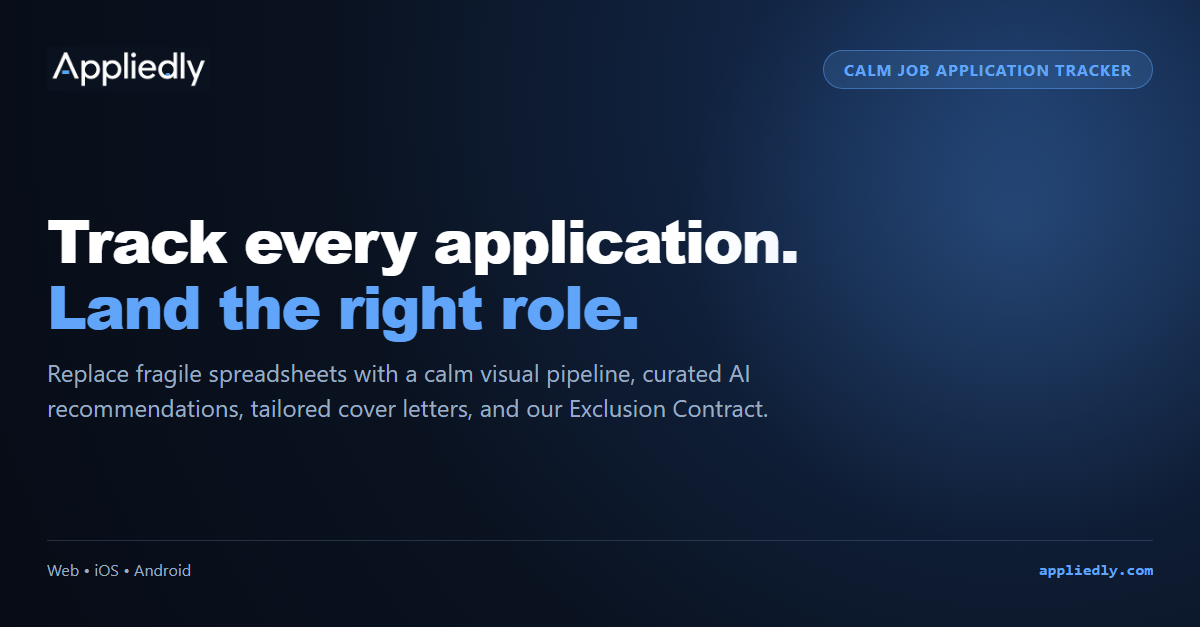 Appliedly
CALM JOB APPLICATION TRACKER
Track every application.
Land the right role.
Replace fragile spreadsheets with a calm visual pipeline, curated AI
recommendations, tailored cover letters, and our Exclusion Contract.
Web • iOS • Android
appliedly.com